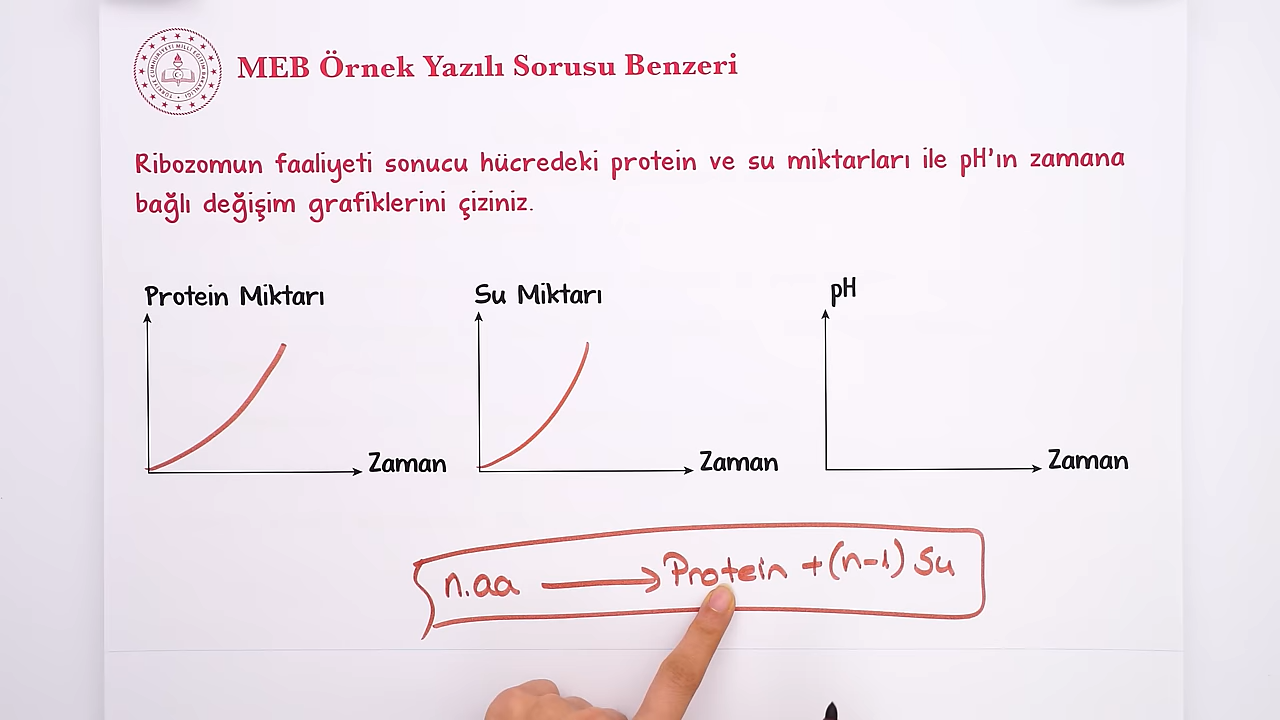 MEB Örnek Yazılı Sorusu Benzeri
Ribozomun faaliyeti sonucu hücredeki protein ve su miktarları ile pH'ın zamana
bağlı değişim grafiklerini çiziniz.
Protein Miktarı
Zaman
Su Miktarı
Zaman
pH
Zaman
n.aa → Protein + (n-1) Su